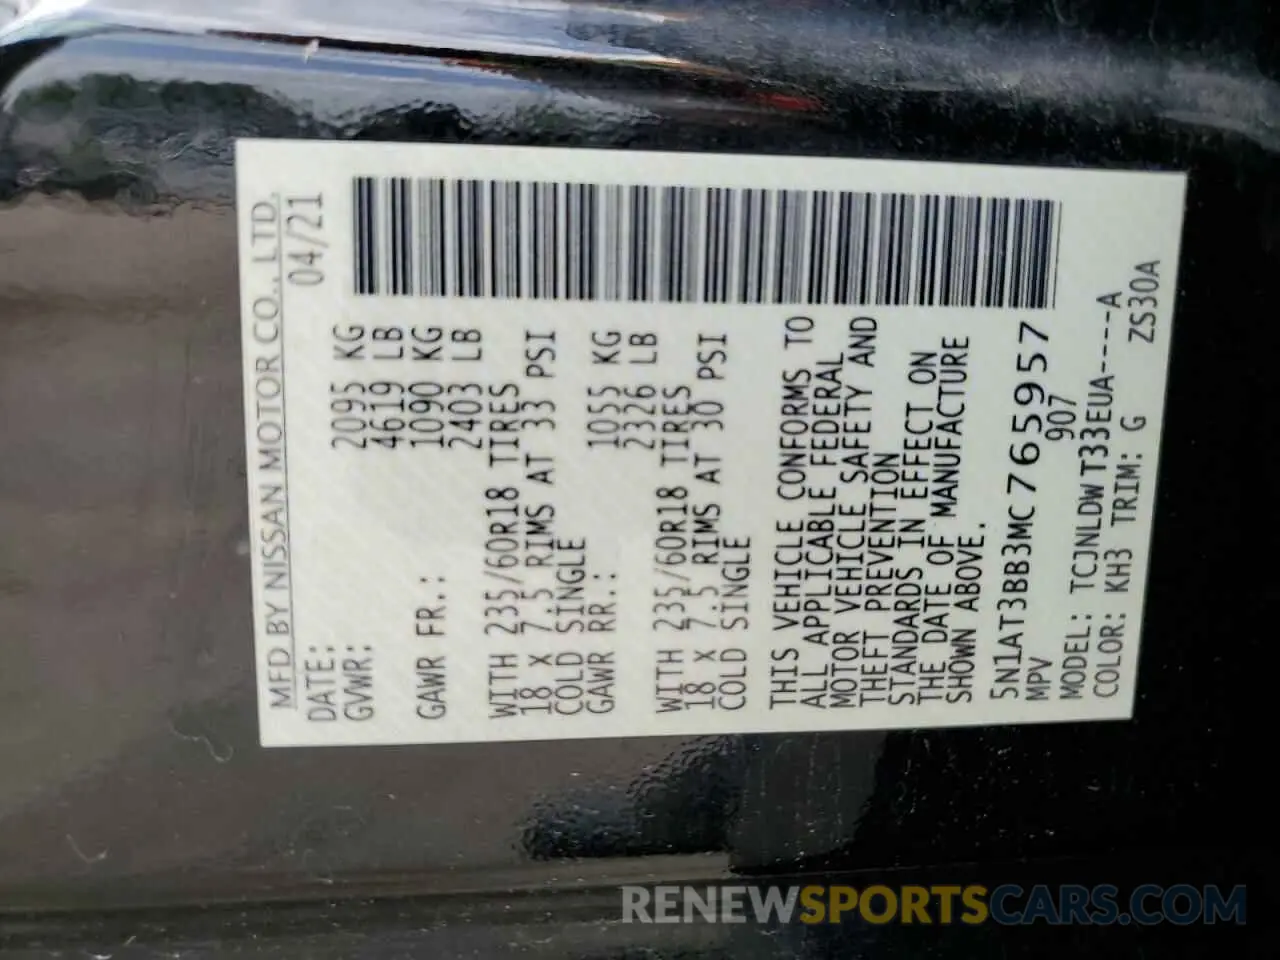 MFD BY NISSAN MOTOR CO., LTD.
DATE: 04/21
GVWR: 2095 KG
4619 LB
GAWR FR.: 1090 KG
2403 LB
WITH 235/60R18 TIRES
18 X 7.5 RIMS AT 33 PSI
COLD SINGLE
GAWR RR.: 1055 KG
2326 LB
WITH 235/60R18 TIRES
18 X 7.5 RIMS AT 30 PSI
COLD SINGLE
THIS VEHICLE CONFORMS TO
ALL APPLICABLE FEDERAL
MOTOR VEHICLE SAFETY AND
THEFT PREVENTION
STANDARDS IN EFFECT ON
THE DATE OF MANUFACTURE
SHOWN ABOVE.
5N1AT3BB3MC765957
MPV 907
MODEL: TCJNLDWT33EUA----A
COLOR: KH3 TRIM: G ZS30A
RENEWSPORTSCARS.COM